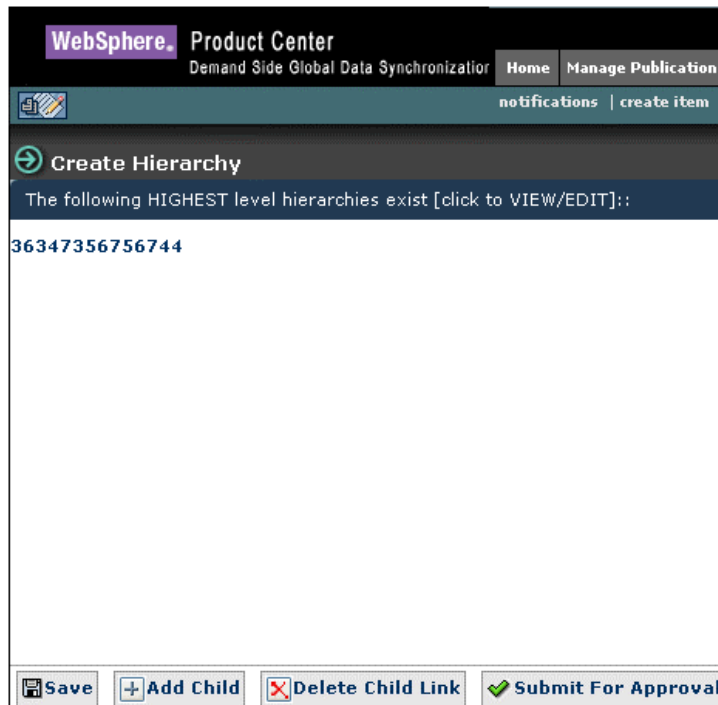 WebSphere. Product Center
Demand Side Global Data Synchronization
Home Manage Publication
notifications | create item
Create Hierarchy
The following HIGHEST level hierarchies exist [click to VIEW/EDIT]::
36347356756744
Save Add Child Delete Child Link Submit For Approval